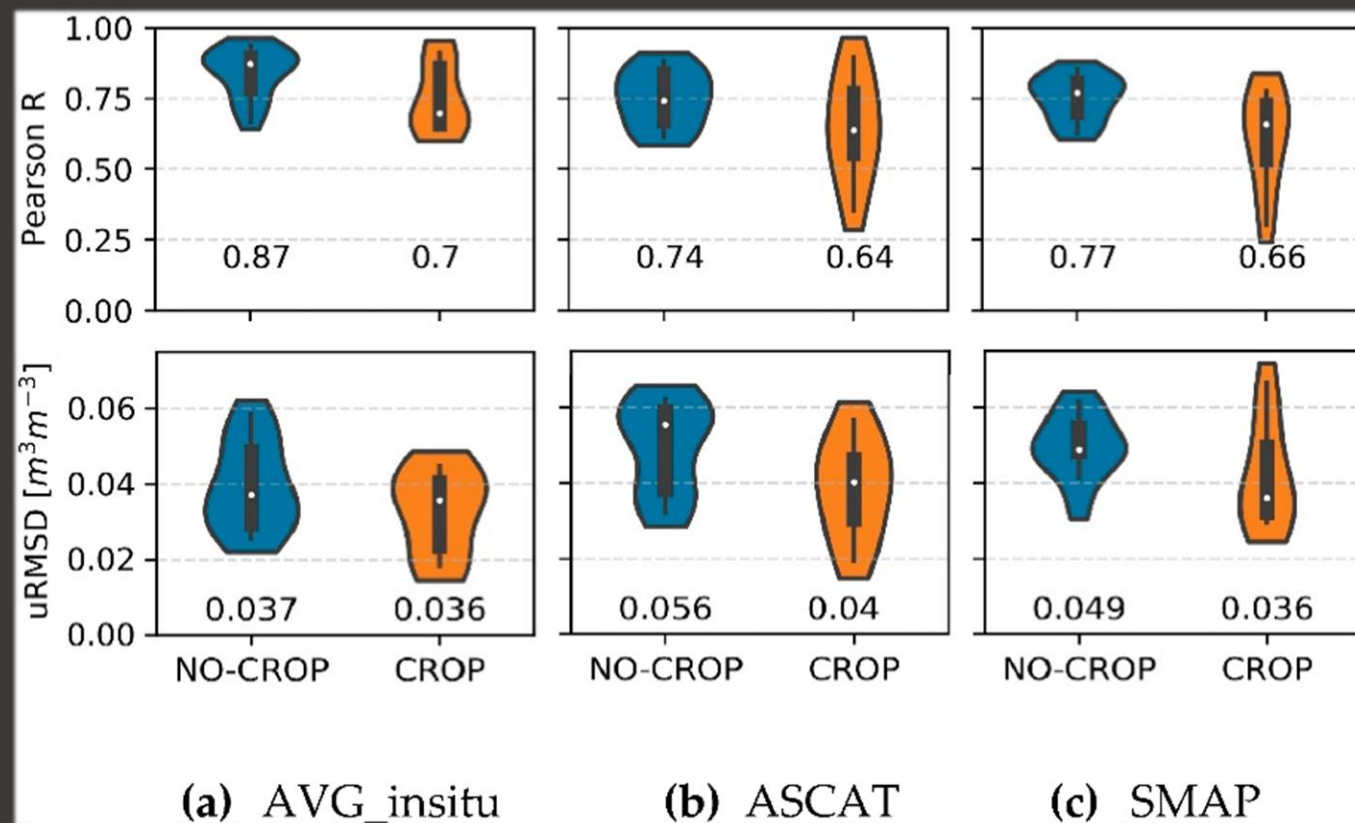 1.00
0.75
0.50
0.25
0.00
Pearson R
0.87 0.7 0.74 0.64 0.77 0.66
0.06
0.04
0.02
0.00
uRMSD [m³m⁻³]
0.037 0.036 0.056 0.04 0.049 0.036
NO-CROP CROP NO-CROP CROP NO-CROP CROP
(a) AVG_insitu (b) ASCAT (c) SMAP